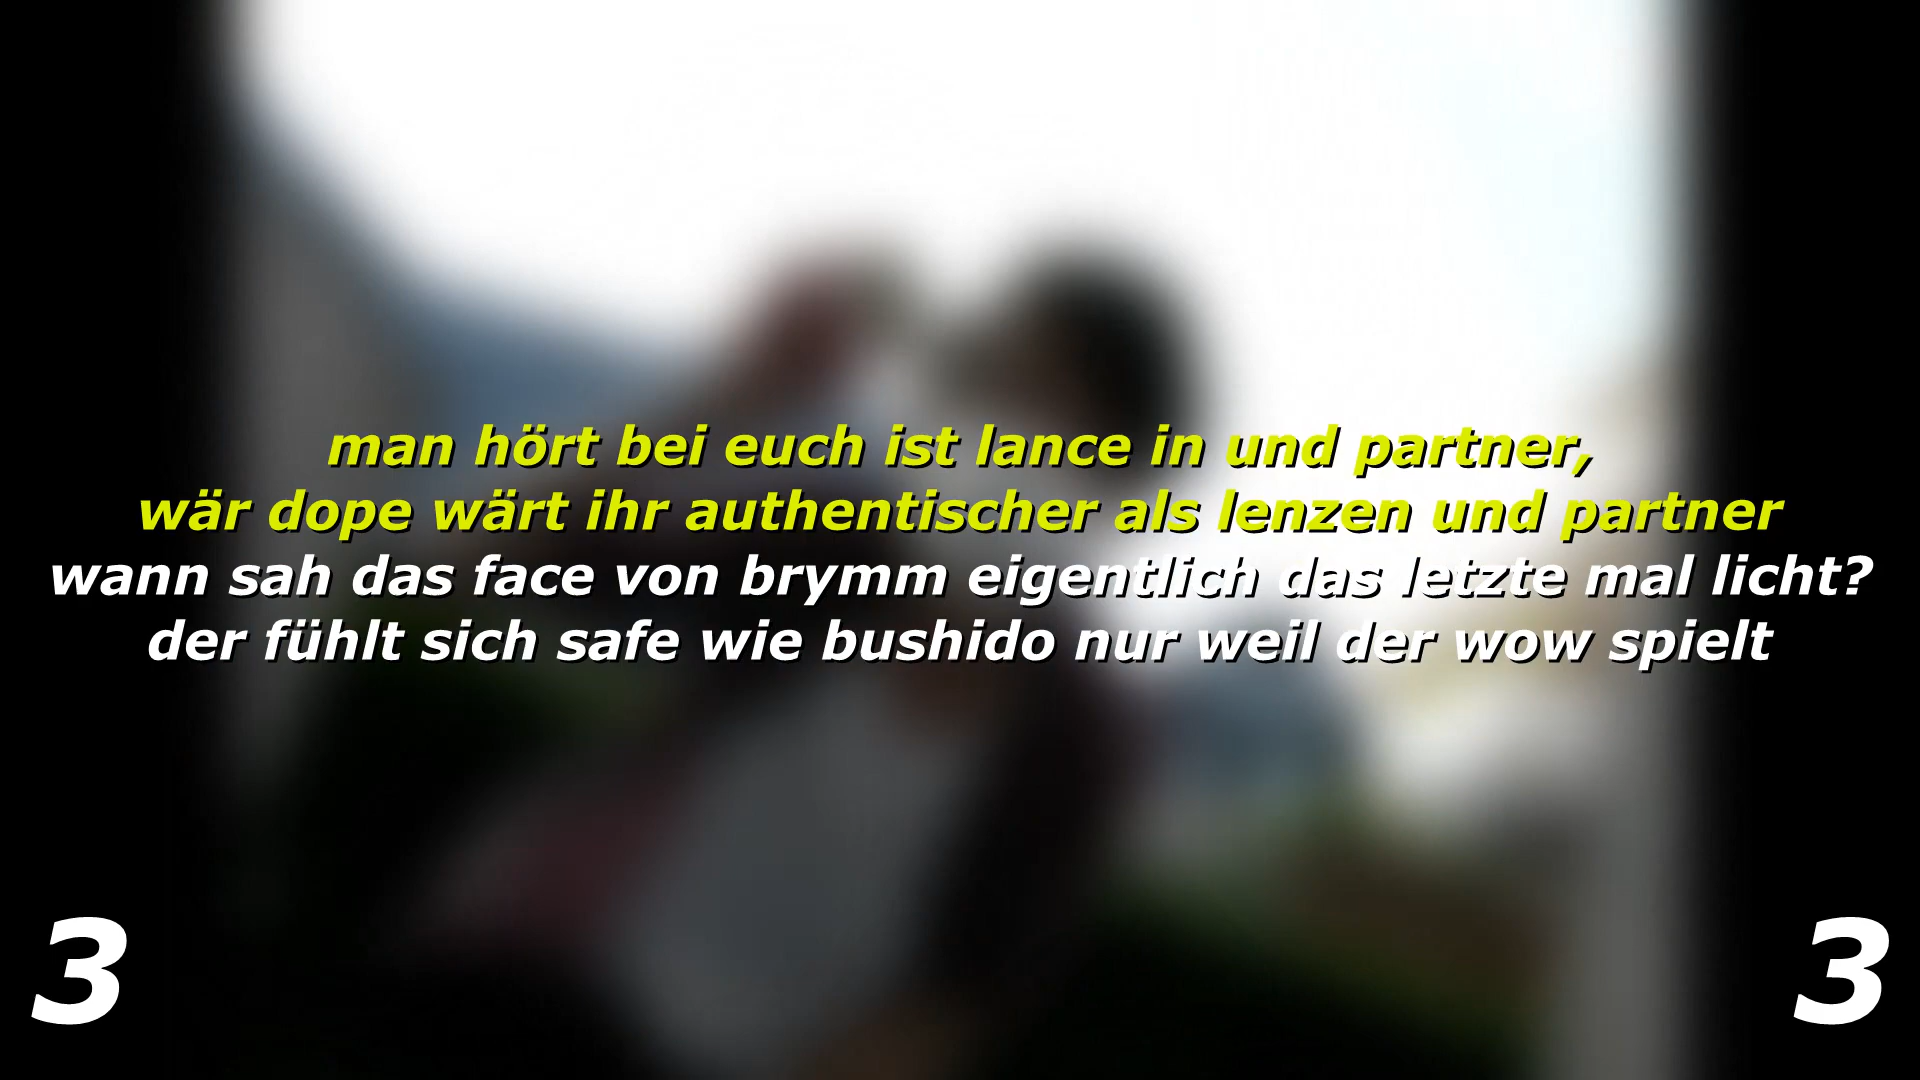 man hört bei euch ist lance in und partner,
wär dope wärt ihr authentischer als lenzen und partner
wann sah das face von brymm eigentlich das letzte mal licht?
der fühlt sich safe wie bushido nur weil der wow spielt
3
3